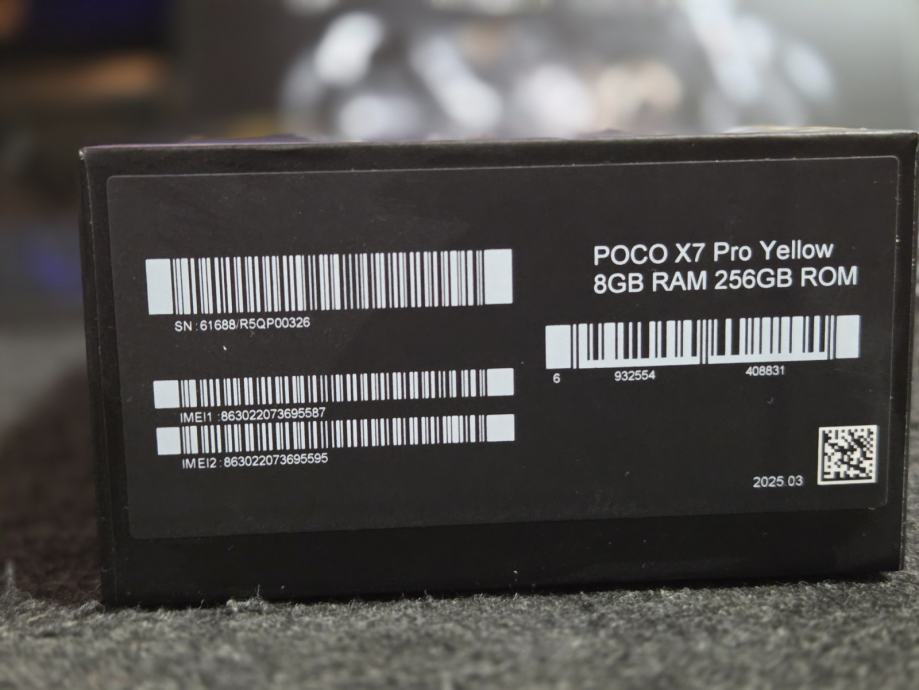 POCO X7 Pro Yellow
8GB RAM 256GB ROM
SN:61688/R5QP00326
6 932554 408831
IMEI1 :863022073695587
IMEI2:863022073695595
2025.03